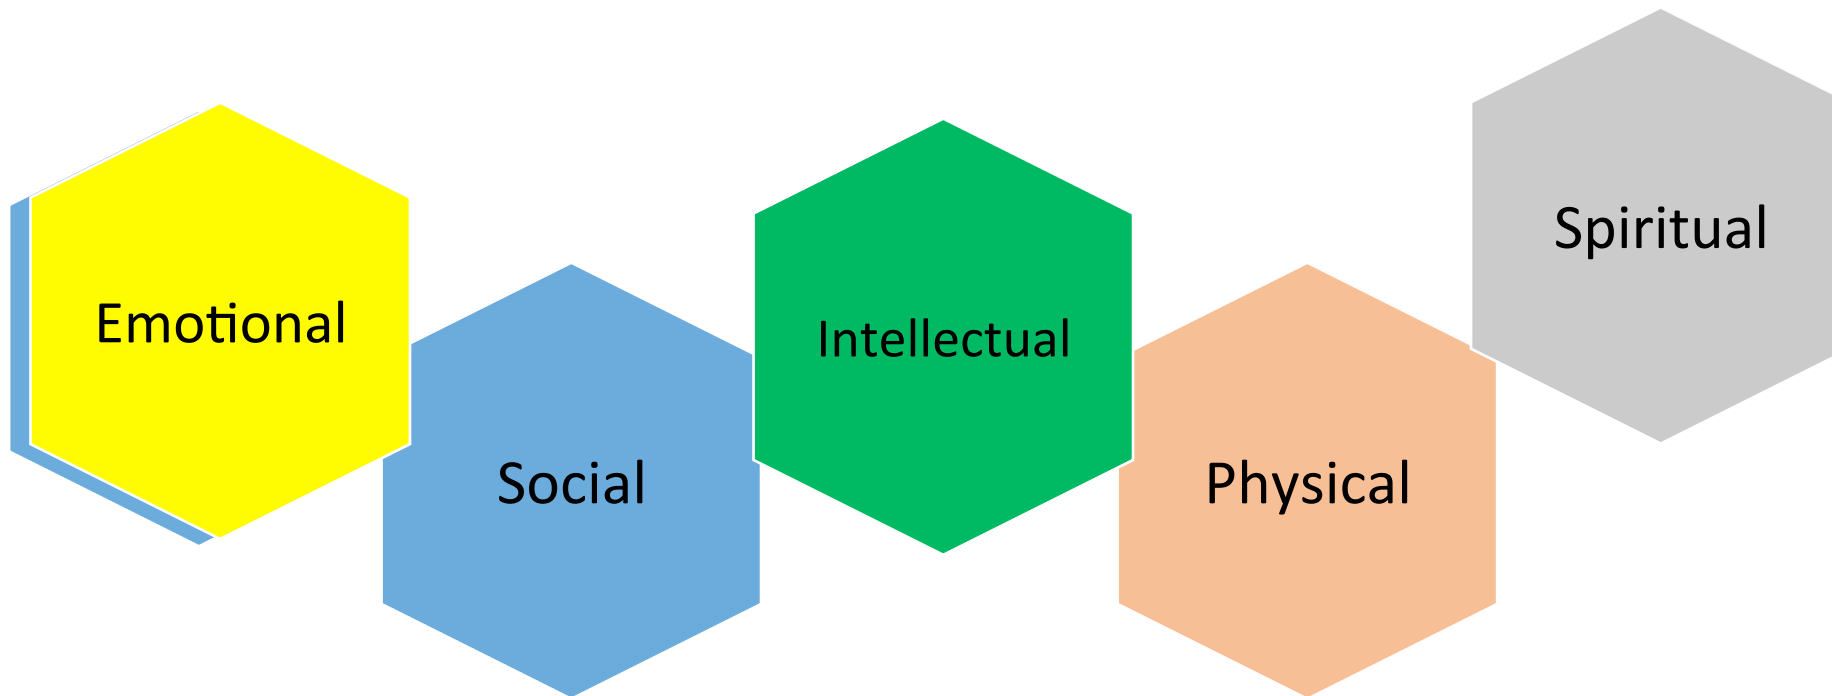 Emotional
Social
Intellectual
Physical
Spiritual